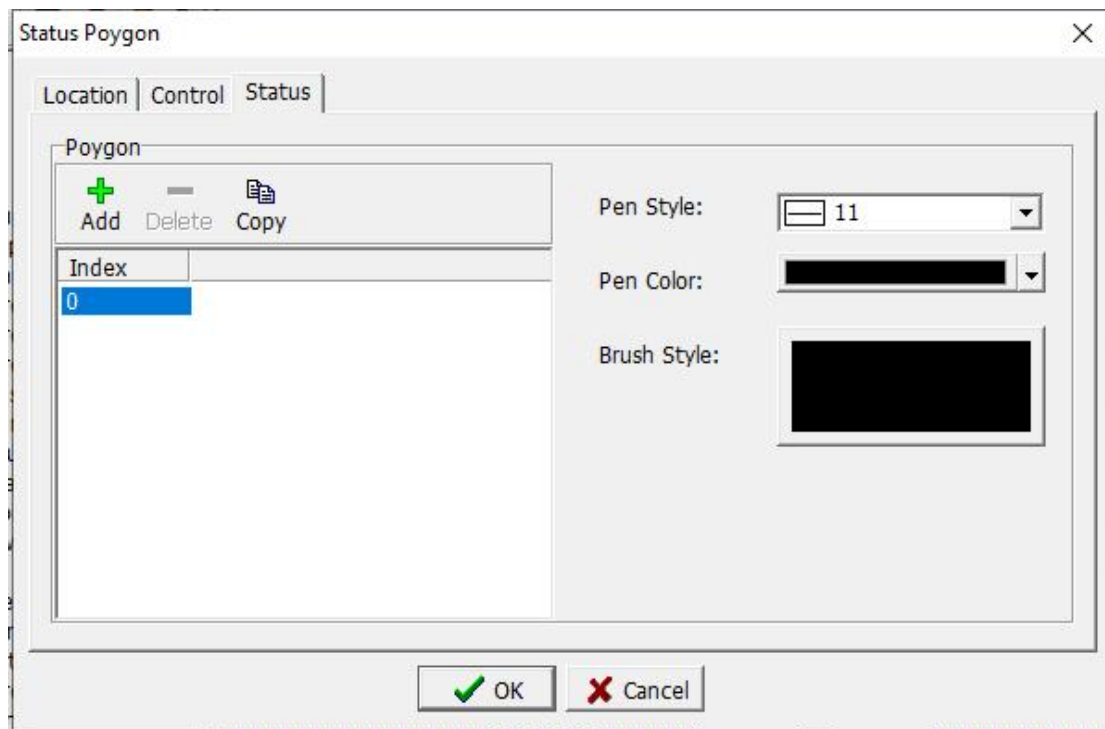 Status Poygon
Location Control Status
Poygon
Add Delete Copy
Index
0
Pen Style: 11
Pen Color:
Brush Style:
OK Cancel